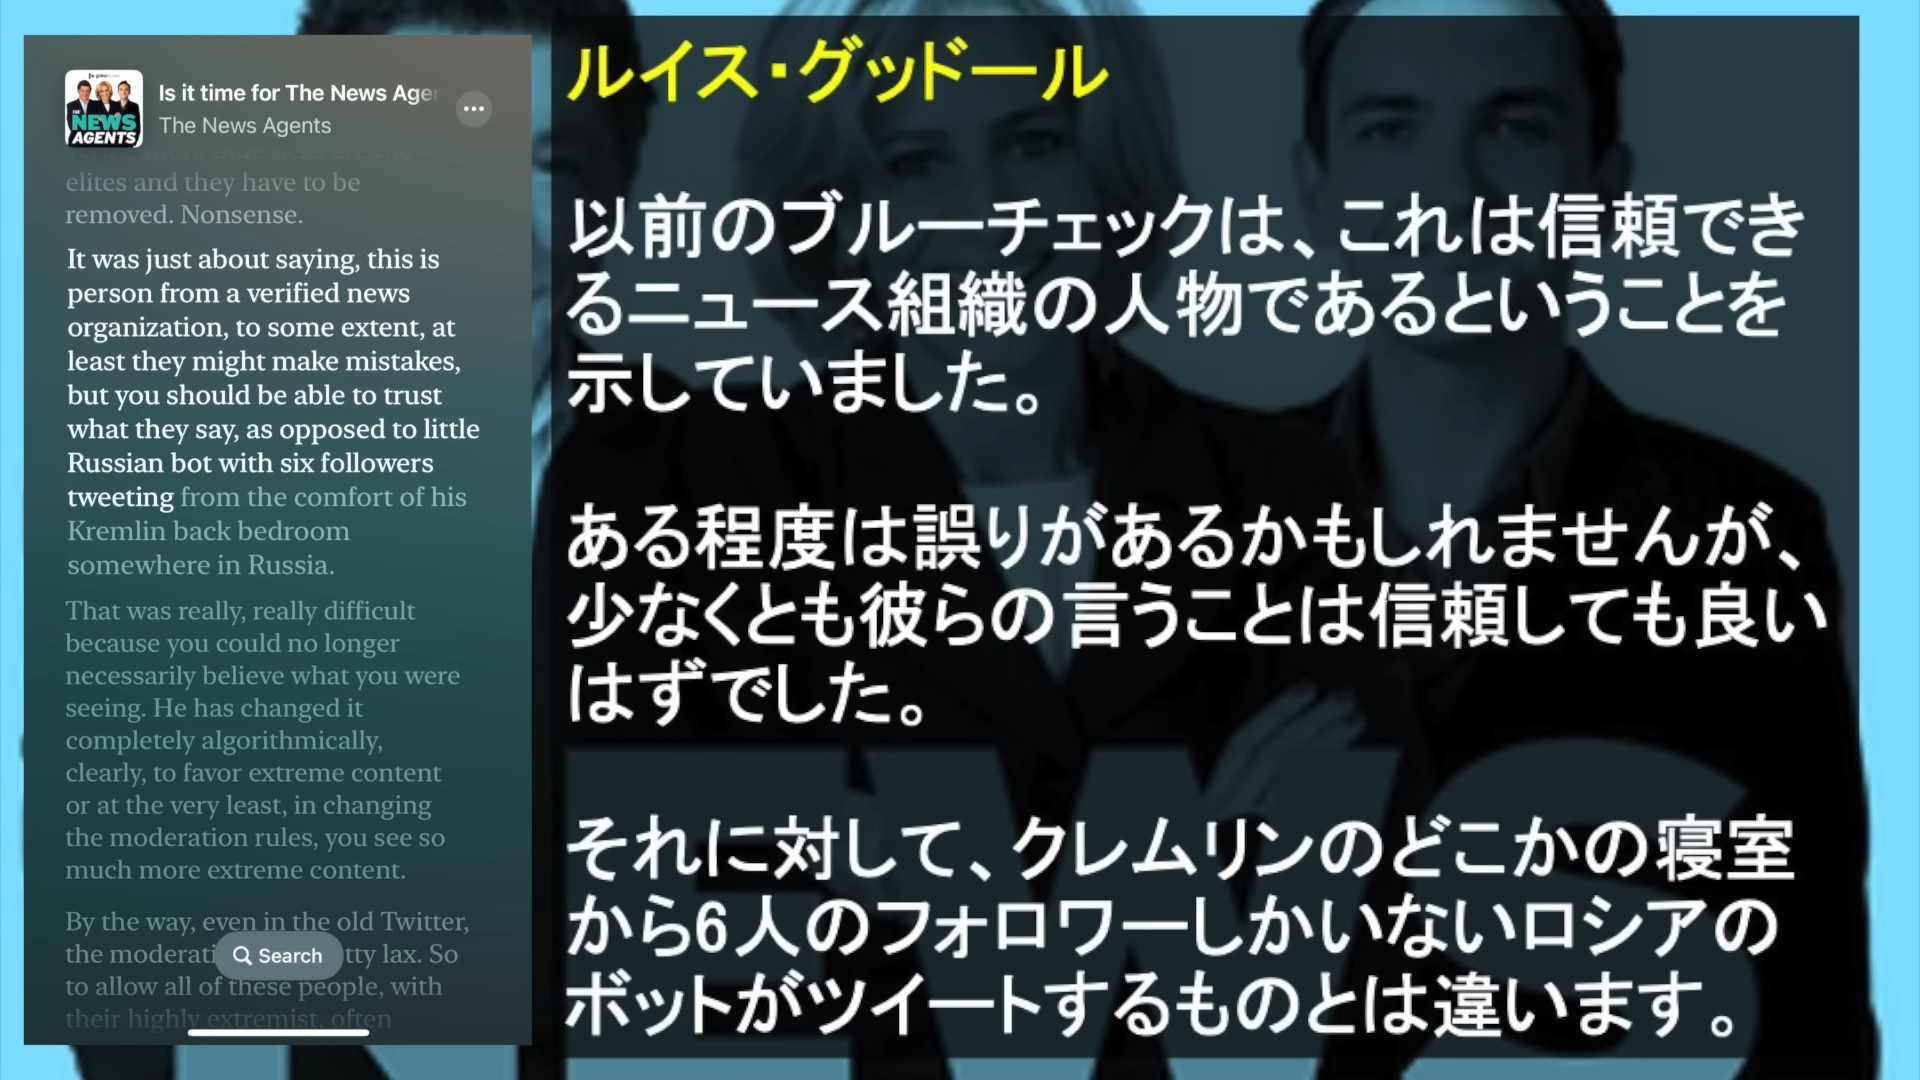 Is it time for The News Age
The News Agents
THE
NEWS
AGENTS
elites and they have to be
removed. Nonsense.
It was just about saying, this is
person from a verified news
organization, to some extent, at
least they might make mistakes,
but you should be able to trust
what they say, as opposed to little
Russian bot with six followers
tweeting from the comfort of his
Kremlin back bedroom
somewhere in Russia.
That was really, really difficult
because you could no longer
necessarily believe what you were
seeing. He has changed it
completely algorithmically,
clearly, to favor extreme content
or at the very least, in changing
the moderation rules, you see so
much more extreme content.
By the way, even in the old Twitter,
the moderati tty lax. So
Search
to allow all of these people, with
their highly extremist, often
ルイス・グッドール
以前のブルーチェックは、これは信頼でき
るニュース組織の人物であるということを
示していました。
ある程度は誤りがあるかもしれませんが、
少なくとも彼らの言うことは信頼しても良い
はずでした。
それに対して、クレムリンのどこかの寝室
から6人のフォロワーしかいないロシアの
ボットがツイートするものとは違います。
NEWS